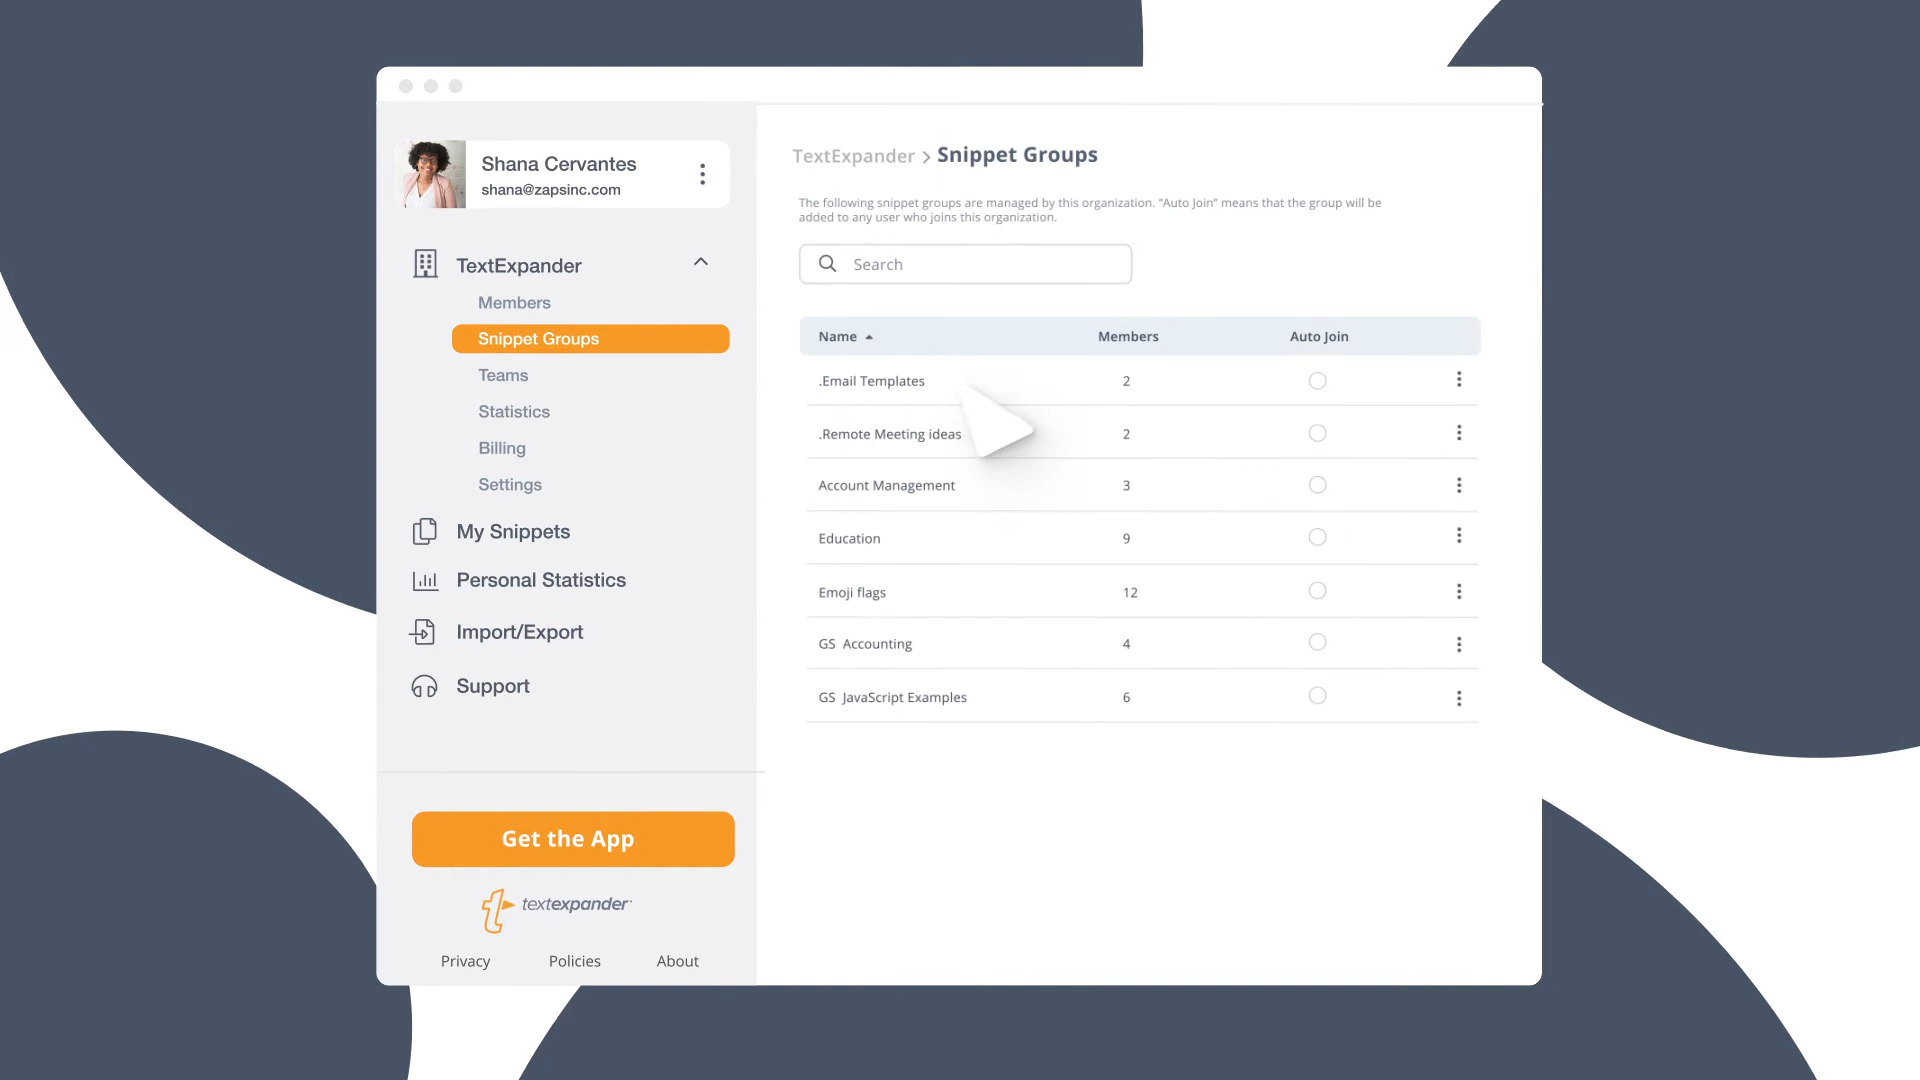 Shana Cervantes
shana@zapsinc.com
TextExpander
Members
Snippet Groups
Teams
Statistics
Billing
Settings
My Snippets
Personal Statistics
Import/Export
Support
Get the App
textexpander
Privacy Policies About
TextExpander > Snippet Groups
The following snippet groups are managed by this organization. “Auto Join” means that the group will be
added to any user who joins this organization.
Search
Name Members Auto Join
.Email Templates 2
.Remote Meeting ideas 2
Account Management 3
Education 9
Emoji flags 12
GS Accounting 4
GS JavaScript Examples 6